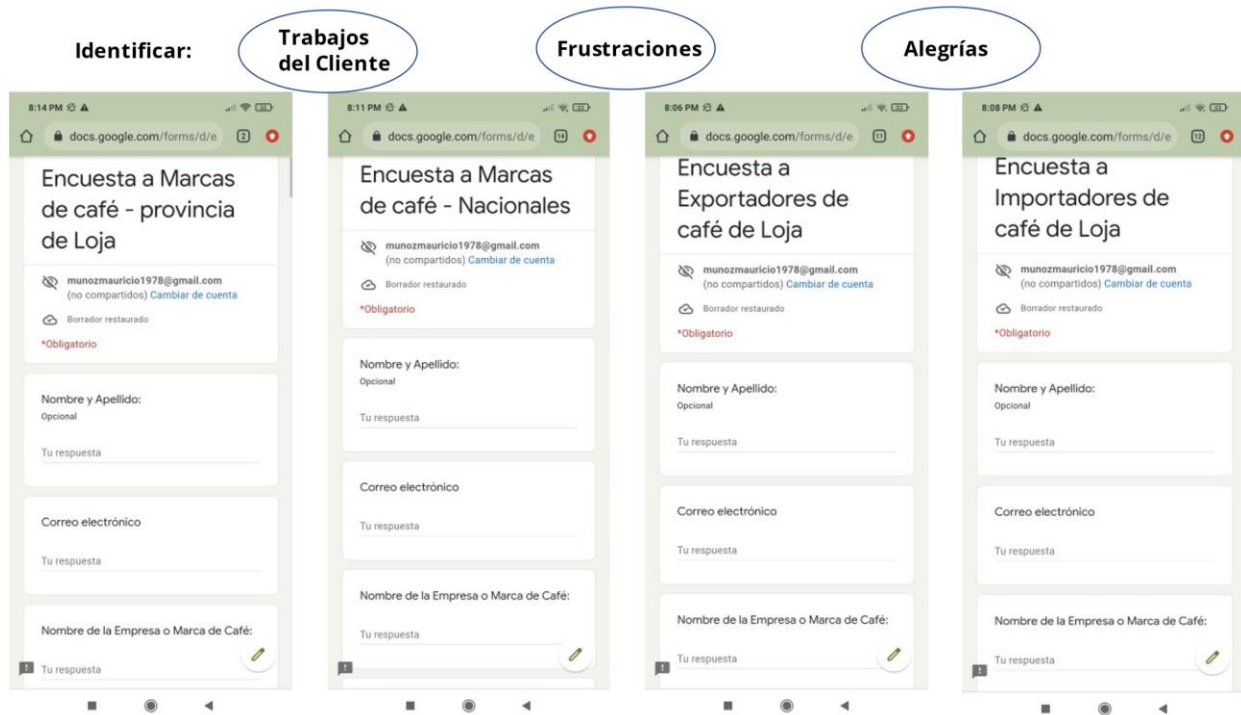 Identificar:
Trabajos
del Cliente
Frustraciones
Alegrías
8:14 PM
docs.google.com/forms/d/e
2
Encuesta a Marcas
de café - provincia
de Loja
munozmauricio1978@gmail.com
(no compartidos) Cambiar de cuenta
Borrador restaurado
*Obligatorio
Nombre y Apellido:
Opcional
Tu respuesta
Correo electrónico
Tu respuesta
Nombre de la Empresa o Marca de Café:
Tu respuesta
8:11 PM
docs.google.com/forms/d/e
14
Encuesta a Marcas
de café - Nacionales
munozmauricio1978@gmail.com
(no compartidos) Cambiar de cuenta
Borrador restaurado
*Obligatorio
Nombre y Apellido:
Opcional
Tu respuesta
Correo electrónico
Tu respuesta
Nombre de la Empresa o Marca de Café:
Tu respuesta
8:06 PM
docs.google.com/forms/d/e
11
Encuesta a
Exportadores de
café de Loja
munozmauricio1978@gmail.com
(no compartidos) Cambiar de cuenta
Borrador restaurado
*Obligatorio
Nombre y Apellido:
Opcional
Tu respuesta
Correo electrónico
Tu respuesta
Nombre de la Empresa o Marca de Café:
Tu respuesta
8:08 PM
docs.google.com/forms/d/e
12
Encuesta a
Importadores de
café de Loja
munozmauricio1978@gmail.com
(no compartidos) Cambiar de cuenta
Borrador restaurado
*Obligatorio
Nombre y Apellido:
Opcional
Tu respuesta
Correo electrónico
Tu respuesta
Nombre de la Empresa o Marca de Café:
Tu respuesta